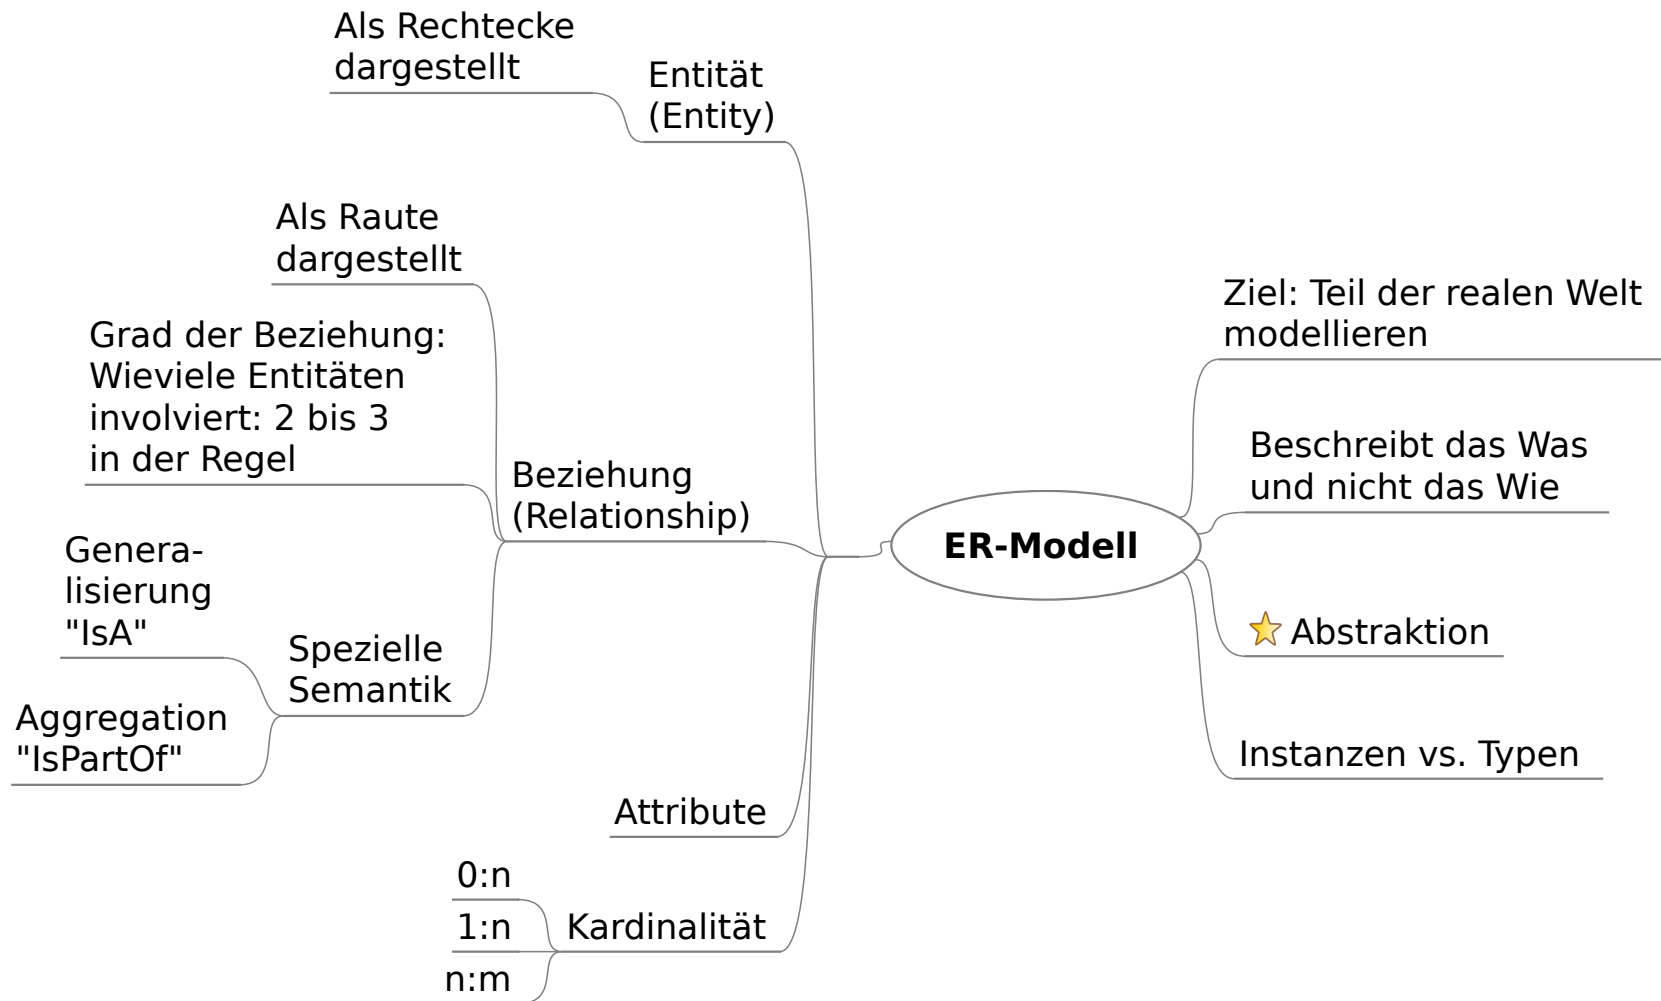 Als Rechtecke
dargestellt
Entität
(Entity)
Als Raute
dargestellt
Grad der Beziehung:
Wieviele Entitäten
involviert: 2 bis 3
in der Regel
Beziehung
(Relationship)
Genera-
lisierung
"IsA"
Spezielle
Semantik
Aggregation
"IsPartOf"
Attribute
0:n
1:n
n:m
Kardinalität
ER-Modell
Ziel: Teil der realen Welt
modellieren
Beschreibt das Was
und nicht das Wie
Abstraktion
Instanzen vs. Typen